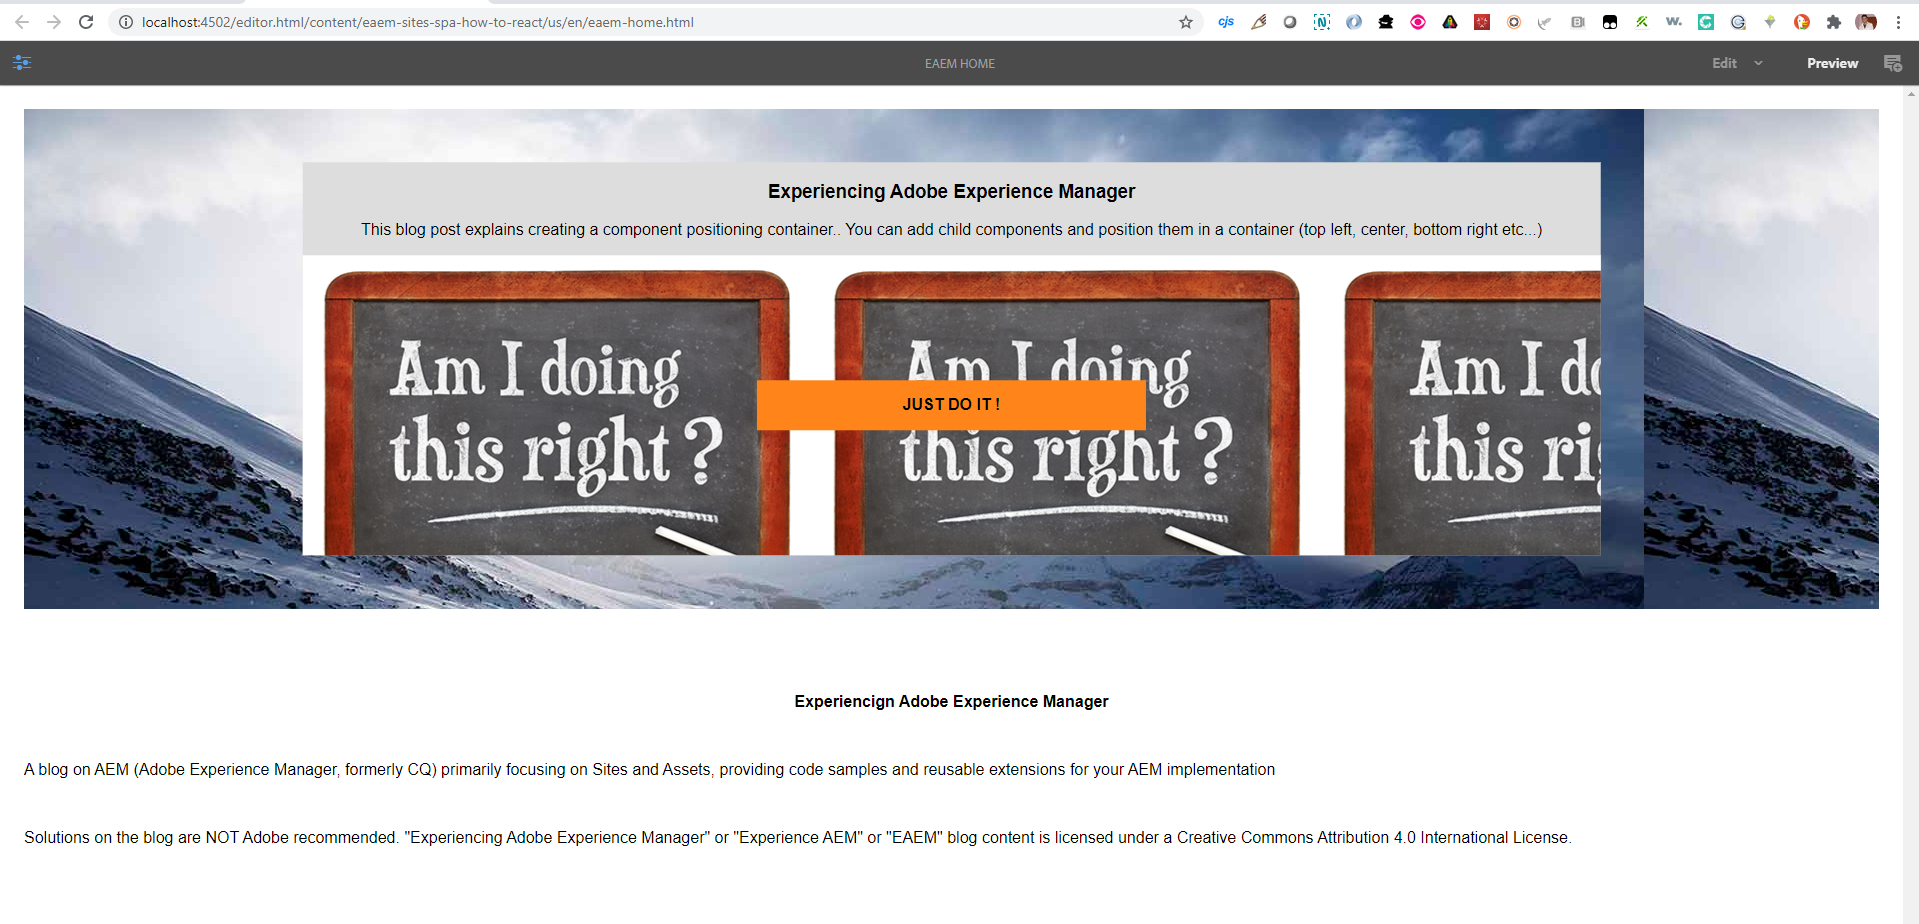 localhost:4502/editor.html/content/eaem-sites-spa-how-to-react/us/en/eaem-home.html
cjs
N
w.
EAEM HOME
Edit
Preview
Experiencing Adobe Experience Manager
This blog post explains creating a component positioning container.. You can add child components and position them in a container (top left, center, bottom right etc...)
Am I doing
this right ?
Am I doing
this right ?
Am I do
this ri
JUST DO IT !
Experiencign Adobe Experience Manager
A blog on AEM (Adobe Experience Manager, formerly CQ) primarily focusing on Sites and Assets, providing code samples and reusable extensions for your AEM implementation
Solutions on the blog are NOT Adobe recommended. "Experiencing Adobe Experience Manager" or "Experience AEM" or "EAEM" blog content is licensed under a Creative Commons Attribution 4.0 International License.